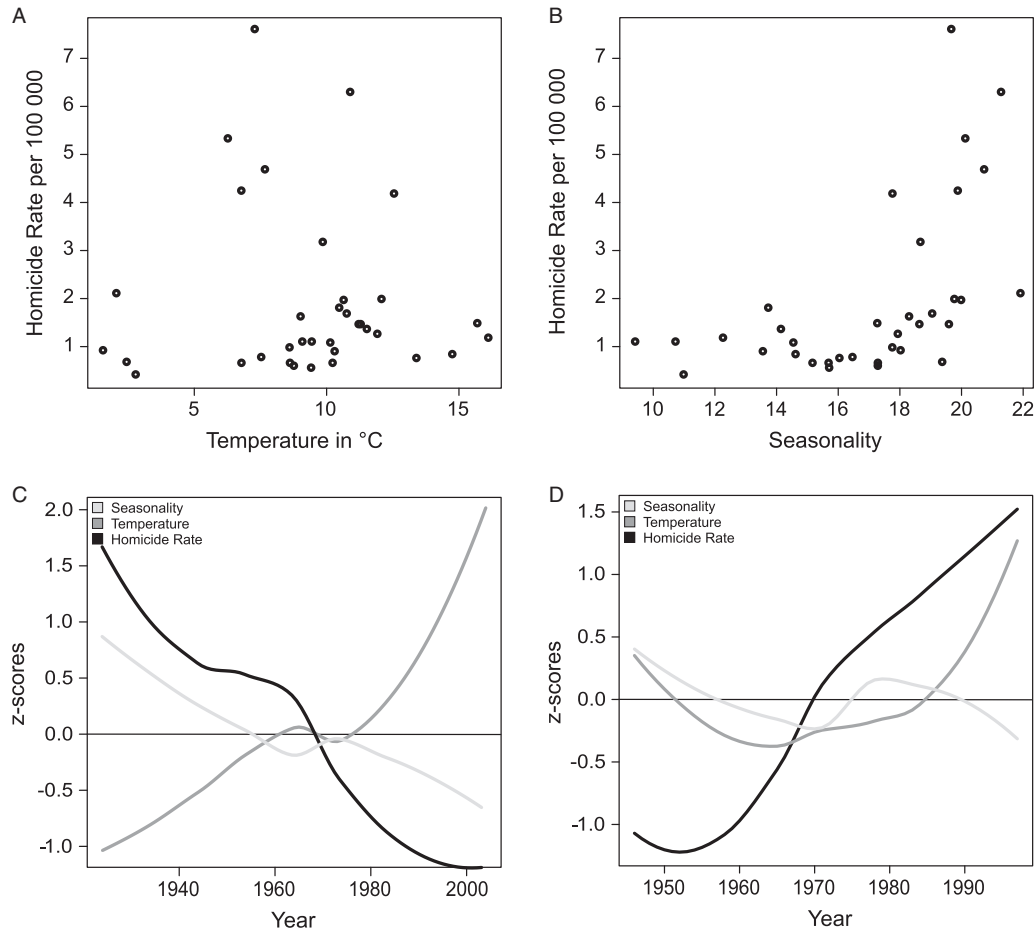 A
Homicide Rate per 100 000
7
6
5
4
3
2
1
5
10
15
Temperature in °C
B
Homicide Rate per 100 000
7
6
5
4
3
2
1
10
12
14
16
18
20
22
Seasonality
C
Seasonality
Temperature
Homicide Rate
z-scores
2.0
1.5
1.0
0.5
0.0
-0.5
-1.0
1940
1960
1980
2000
Year
D
Seasonality
Temperature
Homicide Rate
z-scores
1.5
1.0
0.5
0.0
-0.5
-1.0
1950
1960
1970
1980
1990
Year